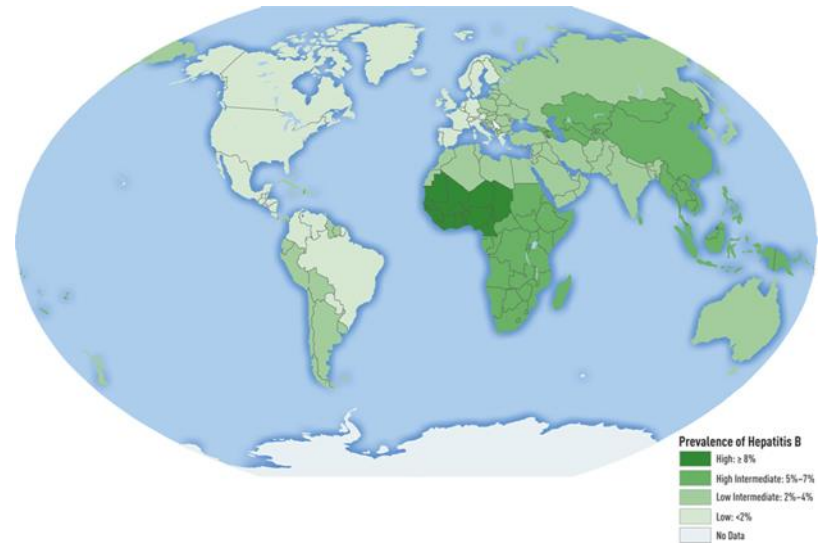 Prevalence of Hepatitis B
High: ≥ 8%
High Intermediate: 5%–7%
Low Intermediate: 2%–4%
Low: <2%
No Data